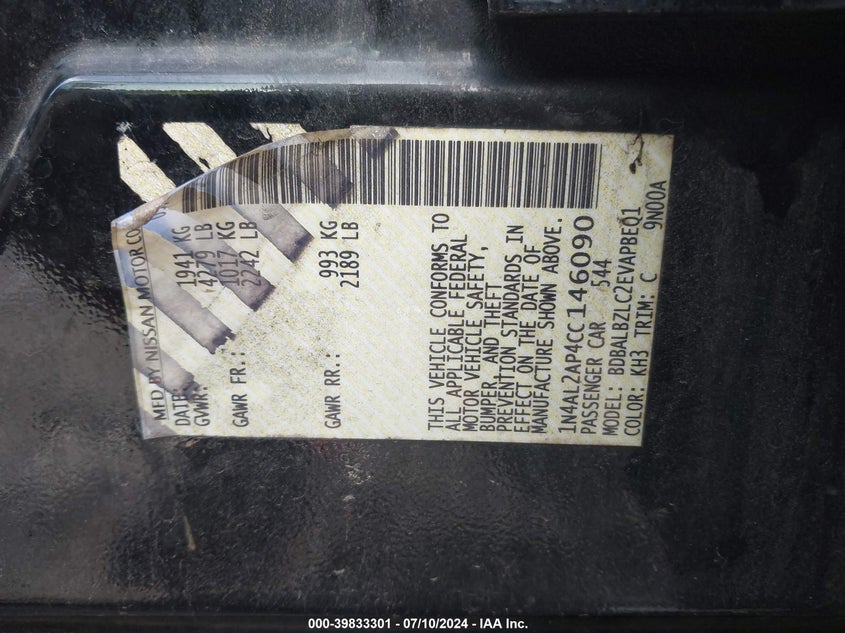 MFD BY NISSAN MOTOR CO
DATE:
GVWR: 1941 KG
4279 LB
GAWR FR.: 1017 KG
2242 LB
GAWR RR.: 993 KG
2189 LB
THIS VEHICLE CONFORMS TO
ALL APPLICABLE FEDERAL
MOTOR VEHICLE SAFETY,
BUMPER, AND THEFT
PREVENTION STANDARDS IN
EFFECT ON THE DATE OF
MANUFACTURE SHOWN ABOVE.
1N4AL2AP4CC146090
PASSENGER CAR 544
MODEL: BDBALBZLC2EVAPBEQ1
COLOR: KH3 TRIM: C 9N00A
000-39833301 - 07/10/2024 - IAA Inc.